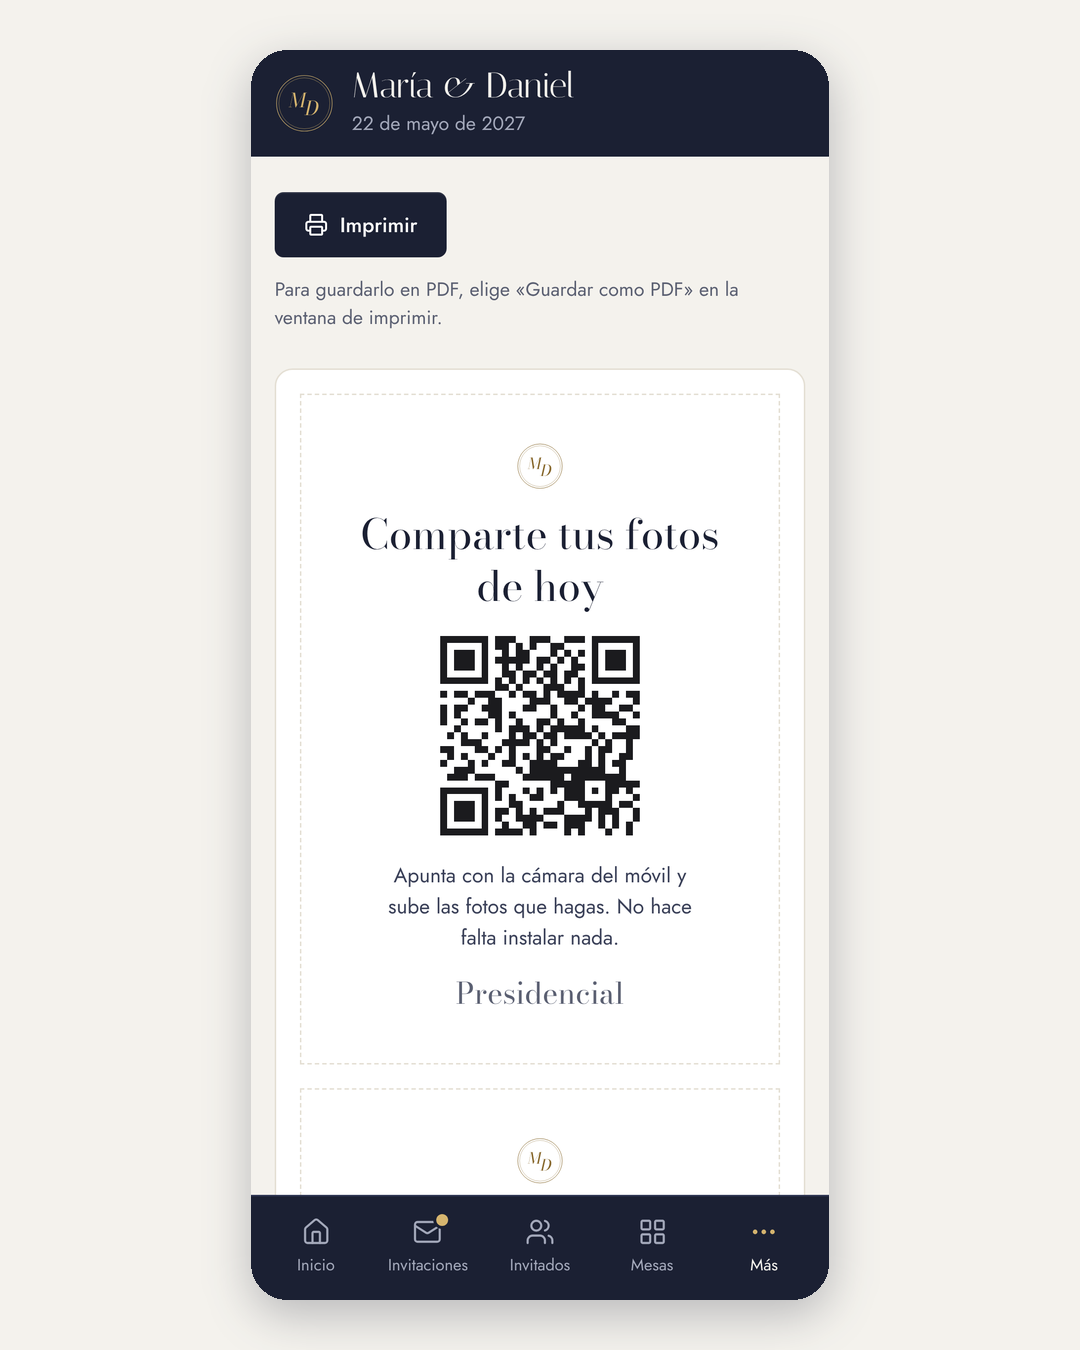 MD
María & Daniel
22 de mayo de 2027
Imprimir
Para guardarlo en PDF, elige «Guardar como PDF» en la
ventana de imprimir.
MD
Comparte tus fotos
de hoy
Apunta con la cámara del móvil y
sube las fotos que hagas. No hace
falta instalar nada.
Presidencial
MD
Inicio
Invitaciones
Invitados
Mesas
Más